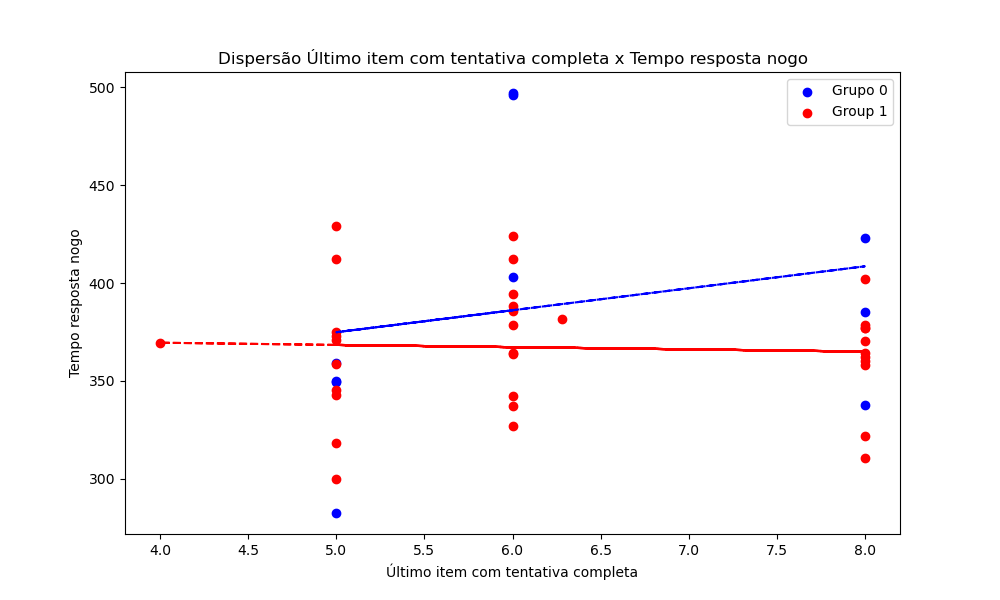 Dispersão Último item com tentativa completa x Tempo resposta nogo
Grupo 0
Group 1
500
450
400
350
300
Tempo resposta nogo
4.0 4.5 5.0 5.5 6.0 6.5 7.0 7.5 8.0
Último item com tentativa completa